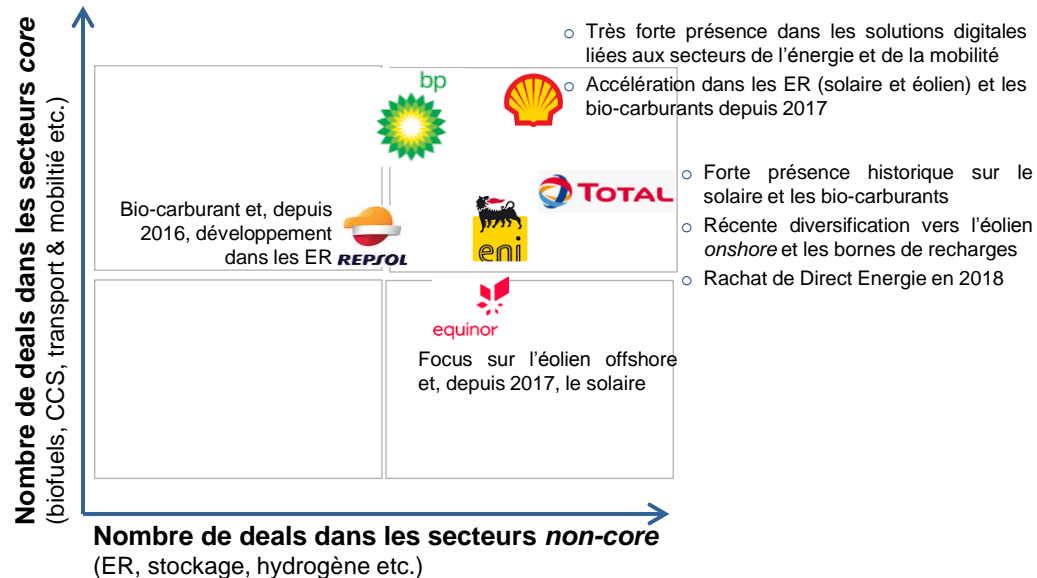 Nombre de deals dans les secteurs core
(biofuels, CCS, transport & mobiltié etc.)
bp
Très forte présence dans les solutions digitales
liées aux secteurs de l'énergie et de la mobilité
Accélération dans les ER (solaire et éolien) et les
bio-carburants depuis 2017
TOTAL
Forte présence historique sur le
solaire et les bio-carburants
Récente diversification vers l'éolien
onshore et les bornes de recharges
Rachat de Direct Energie en 2018
Bio-carburant et, depuis
2016, développement
dans les ER
REPSOL
eni
equinor
Focus sur l'éolien offshore
et, depuis 2017, le solaire
Nombre de deals dans les secteurs non-core
(ER, stockage, hydrogène etc.)